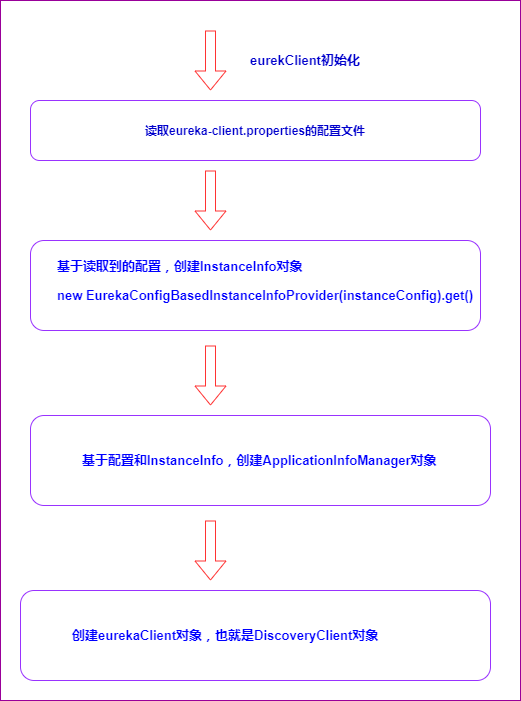 eurekClient初始化
读取eureka-client.properties的配置文件
基于读取到的配置，创建InstanceInfo对象
new EurekaConfigBasedInstanceInfoProvider(instanceConfig).get()
基于配置和InstanceInfo，创建ApplicationInfoManager对象
创建eurekaClient对象，也就是DiscoveryClient对象